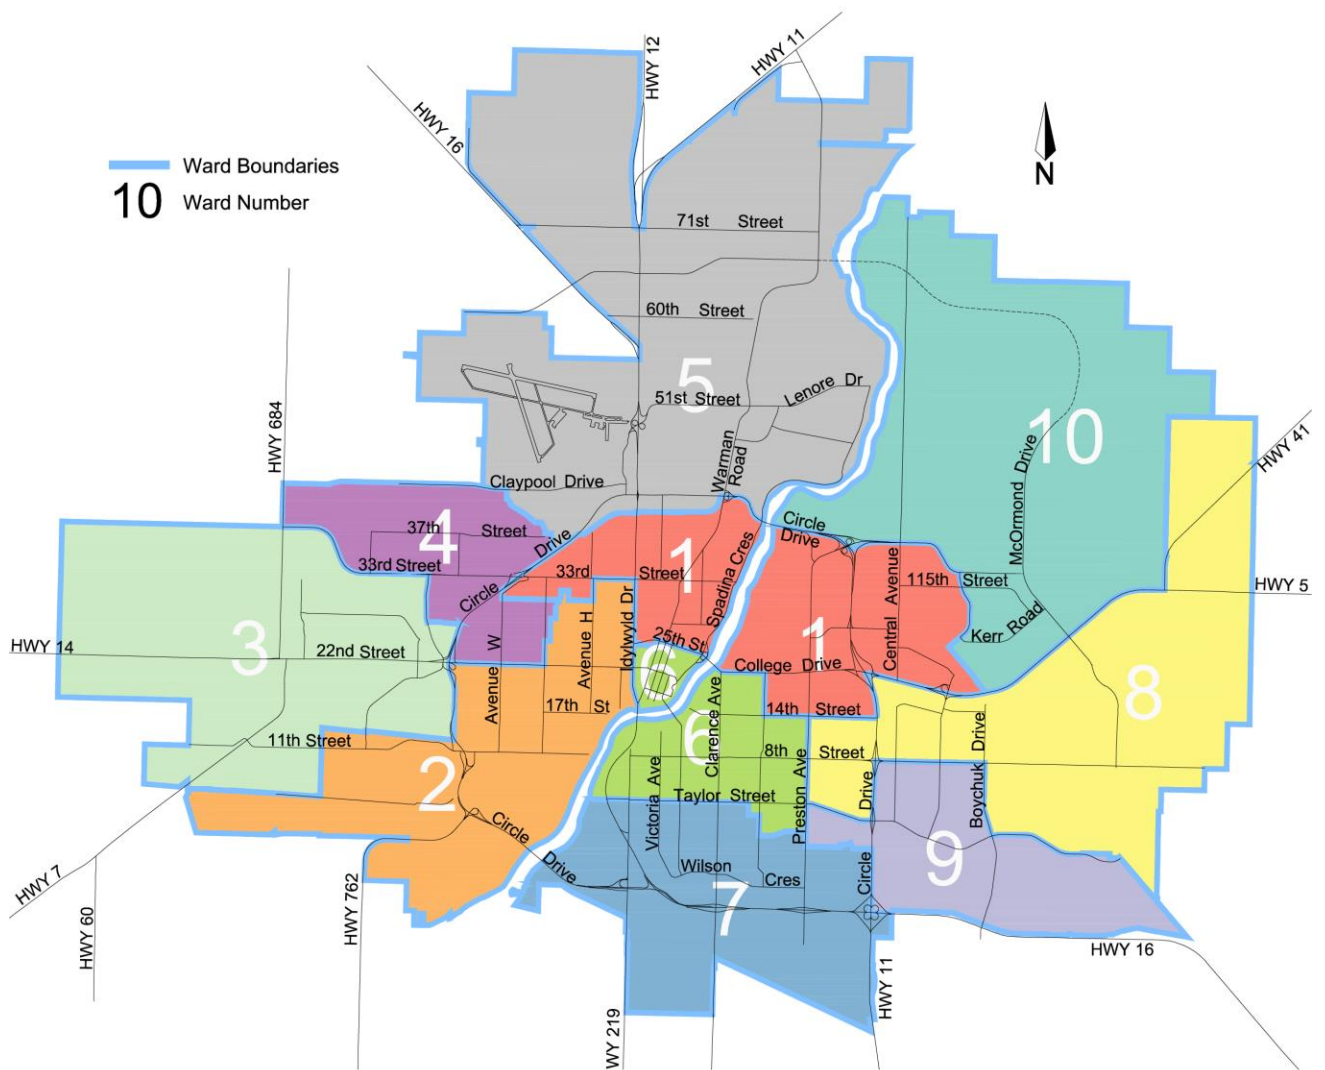 HWY 12
HWY 11
HWY 16
Ward Boundaries
10 Ward Number
N
71st Street
60th Street
5
51st Street
Lenore Dr
HWY 684
Warman
Road
10
McOrmond Drive
HWY 41
Claypool Drive
37th Street
4
Drive
1
Circle
Drive
Spadina Cres
33rd Street
33rd Street
Circle
Central Avenue
115th Street
HWY 5
Kerr Road
Idylwyld Dr
Avenue H
Avenue W
25th St
1
HWY 14
3
22nd Street
6
College Drive
8
17th St
Clarence Ave
14th Street
11th Street
6
8th Street
Boychuk Drive
2
Victoria Ave
Taylor Street
Preston Ave
Circle Drive
Circle
Drive
9
Wilson Cres
7
HWY 7
HWY 60
HWY 762
HWY 16
HWY 11
WY 219